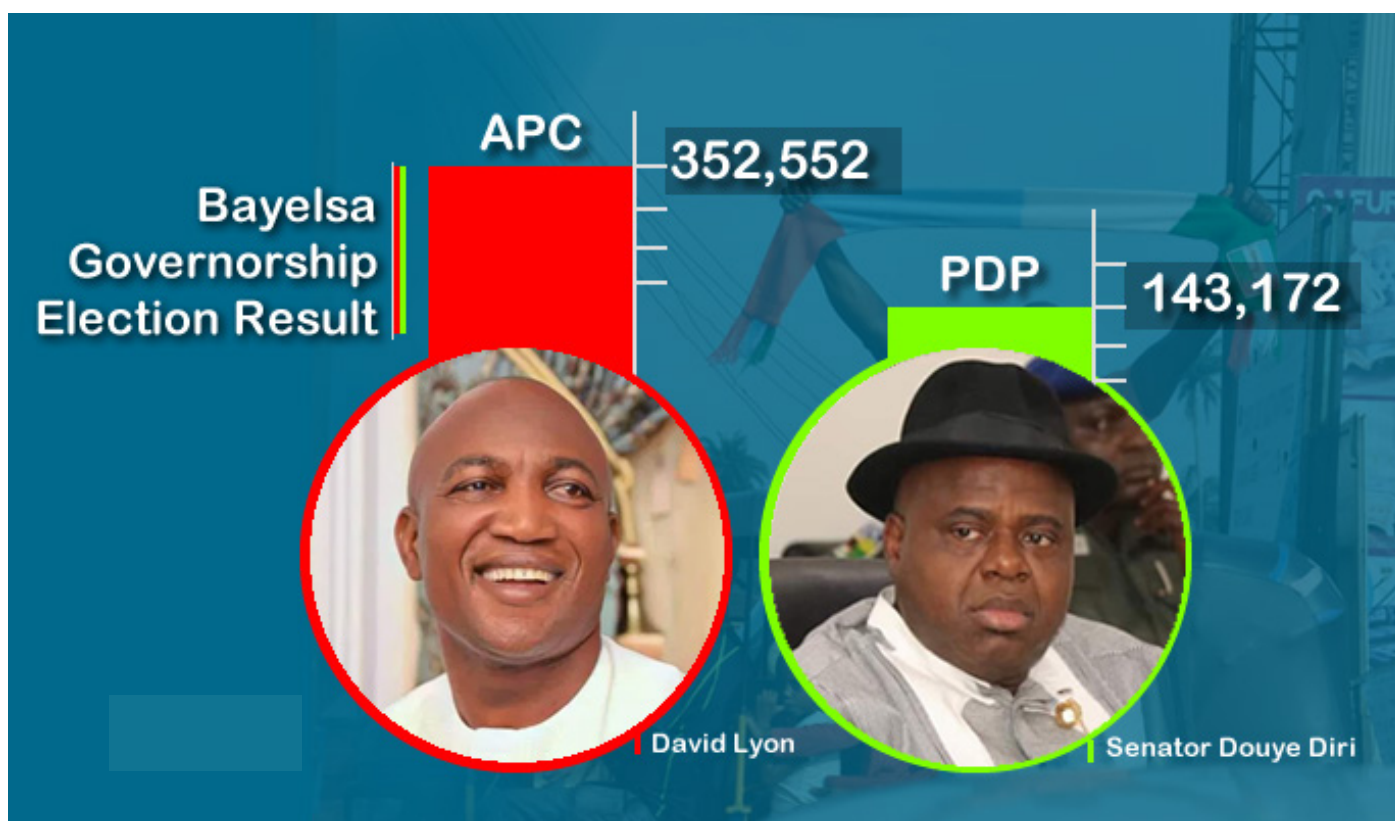 Bayelsa
Governorship
Election Result
APC
352,552
PDP
143,172
David Lyon
Senator Douye Diri